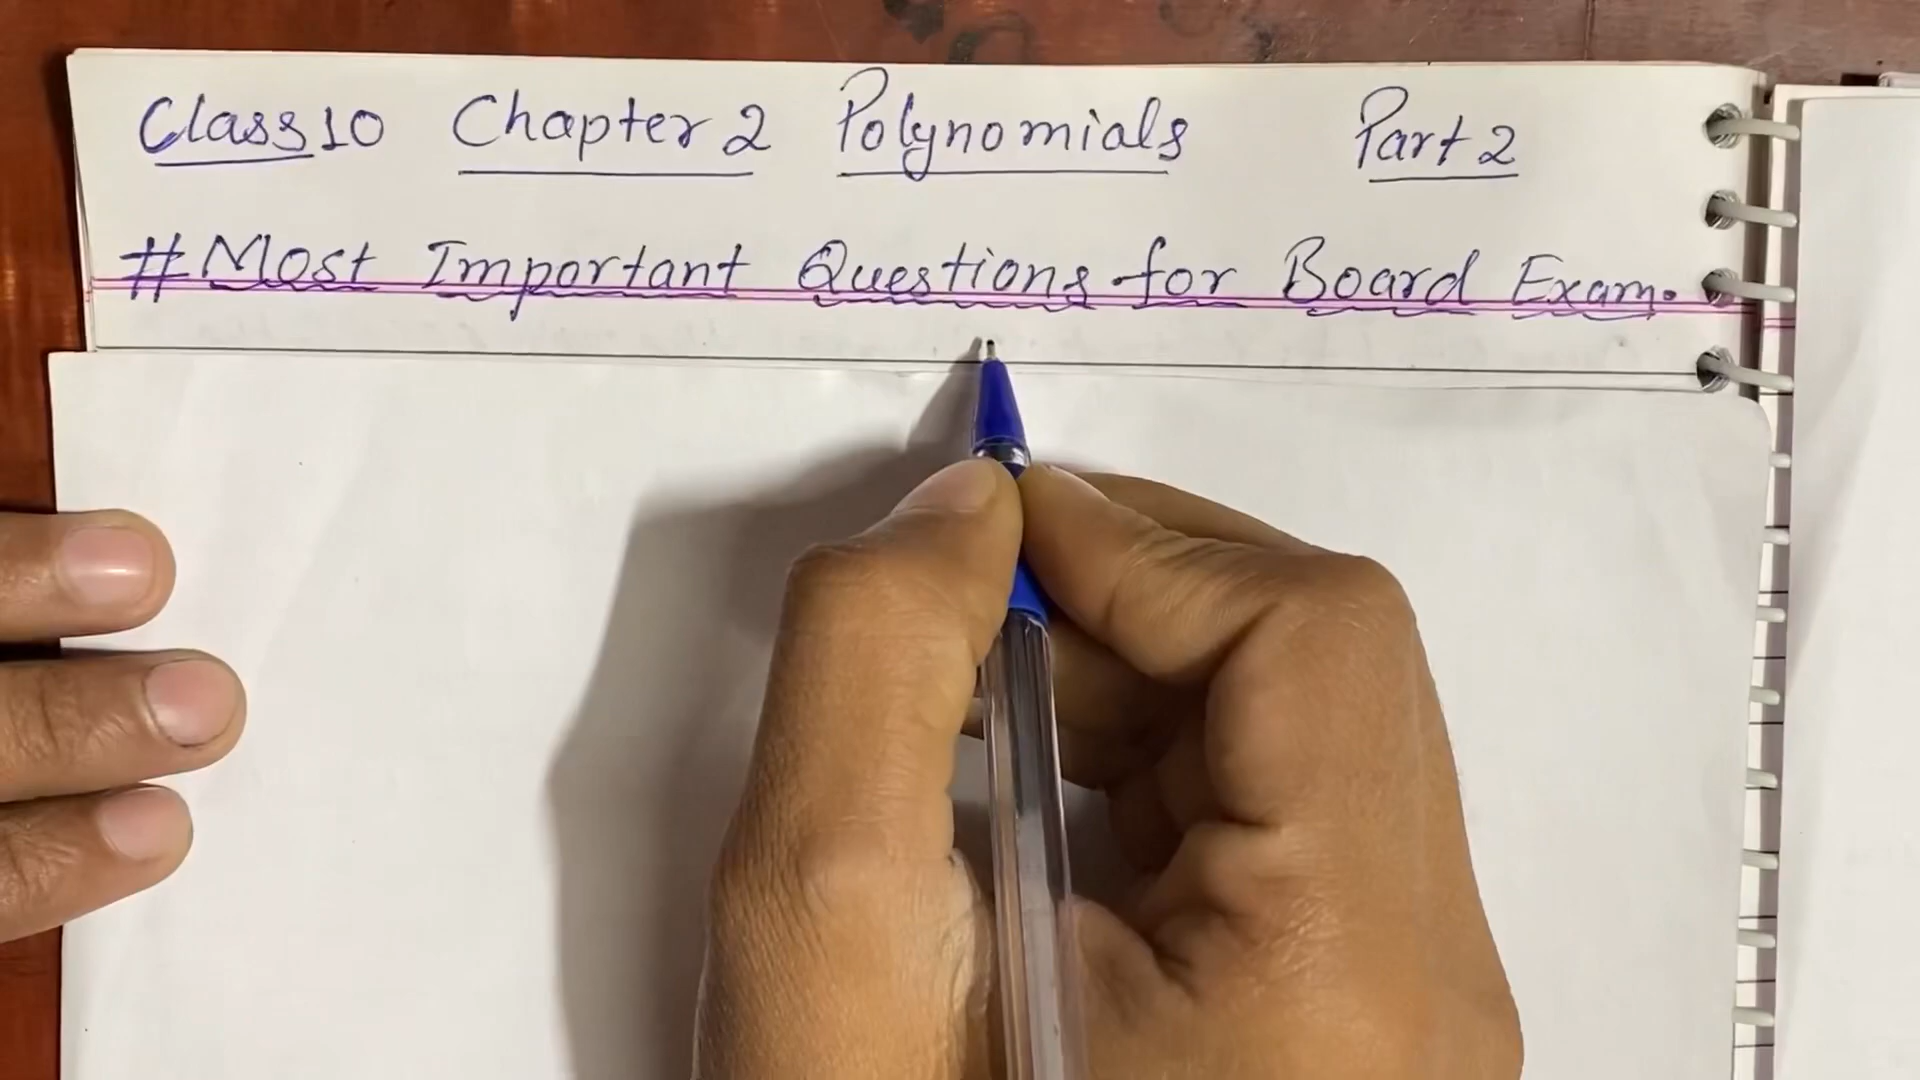 Class 10 Chapter 2 Polynomials Part 2
# Most Important Questions for Board Exam.